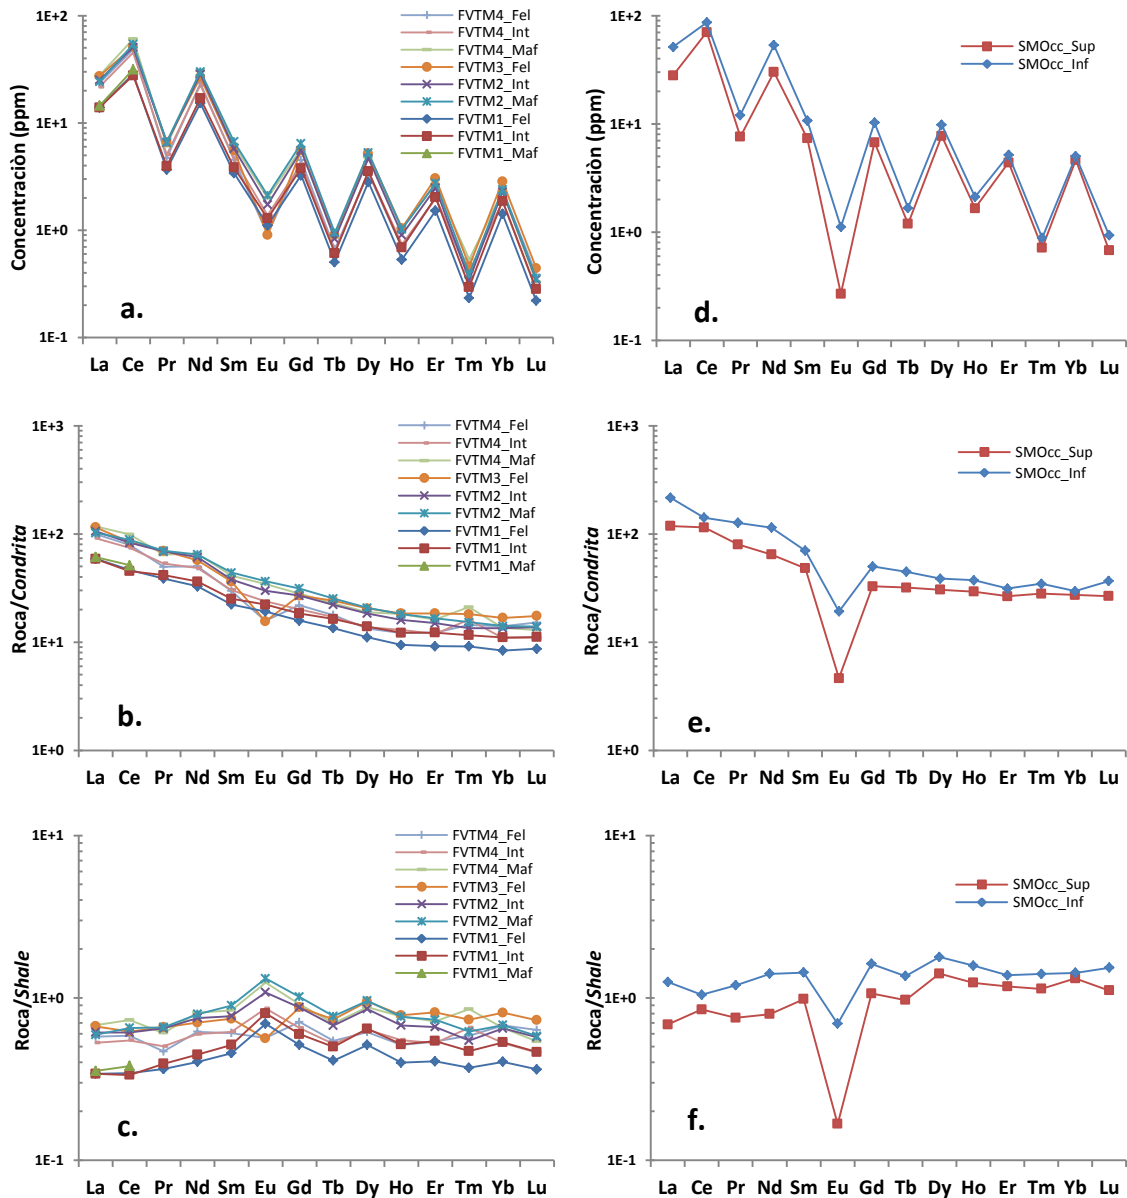 1E+2
1E+1
1E+0
1E-1
Concentraciòn (ppm)
a.
La Ce Pr Nd Sm Eu Gd Tb Dy Ho Er Tm Yb Lu
FVTM4_Fel
FVTM4_Int
FVTM4_Maf
FVTM3_Fel
FVTM2_Int
FVTM2_Maf
FVTM1_Fel
FVTM1_Int
FVTM1_Maf
1E+2
1E+1
1E+0
1E-1
Concentraciòn (ppm)
d.
La Ce Pr Nd Sm Eu Gd Tb Dy Ho Er Tm Yb Lu
SMOcc_Sup
SMOcc_Inf
1E+3
1E+2
1E+1
1E+0
Roca/Condrita
b.
La Ce Pr Nd Sm Eu Gd Tb Dy Ho Er Tm Yb Lu
FVTM4_Fel
FVTM4_Int
FVTM4_Maf
FVTM3_Fel
FVTM2_Int
FVTM2_Maf
FVTM1_Fel
FVTM1_Int
FVTM1_Maf
1E+3
1E+2
1E+1
1E+0
Roca/Condrita
e.
La Ce Pr Nd Sm Eu Gd Tb Dy Ho Er Tm Yb Lu
SMOcc_Sup
SMOcc_Inf
1E+1
1E+0
1E-1
Roca/Shale
c.
La Ce Pr Nd Sm Eu Gd Tb Dy Ho Er Tm Yb Lu
FVTM4_Fel
FVTM4_Int
FVTM4_Maf
FVTM3_Fel
FVTM2_Int
FVTM2_Maf
FVTM1_Fel
FVTM1_Int
FVTM1_Maf
1E+1
1E+0
1E-1
Roca/Shale
f.
La Ce Pr Nd Sm Eu Gd Tb Dy Ho Er Tm Yb Lu
SMOcc_Sup
SMOcc_Inf